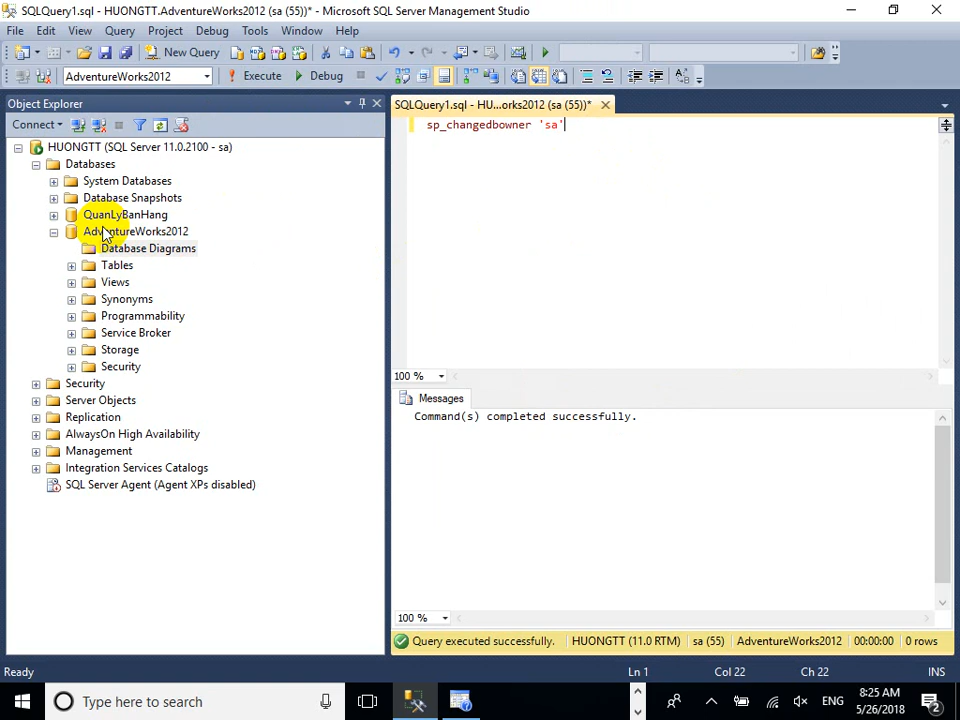 SQLQuery1.sql - HUONGTT.AdventureWorks2012 (sa (55))* - Microsoft SQL Server Management Studio
File Edit View Query Project Debug Tools Window Help
New Query
AdventureWorks2012 Execute Debug
Object Explorer
Connect
HUONGTT (SQL Server 11.0.2100 - sa)
Databases
System Databases
Database Snapshots
QuanLyBanHang
AdventureWorks2012
Database Diagrams
Tables
Views
Synonyms
Programmability
Service Broker
Storage
Security
Security
Server Objects
Replication
AlwaysOn High Availability
Management
Integration Services Catalogs
SQL Server Agent (Agent XPs disabled)
SQLQuery1.sql - HU...orks2012 (sa (55))*
sp_changedbowner 'sa'
100 %
Messages
Command(s) completed successfully.
100 %
Query executed successfully. HUONGTT (11.0 RTM) sa (55) AdventureWorks2012 00:00:00 0 rows
Ready Ln 1 Col 22 Ch 22 INS
Type here to search
ENG
8:25 AM
5/26/2018
2